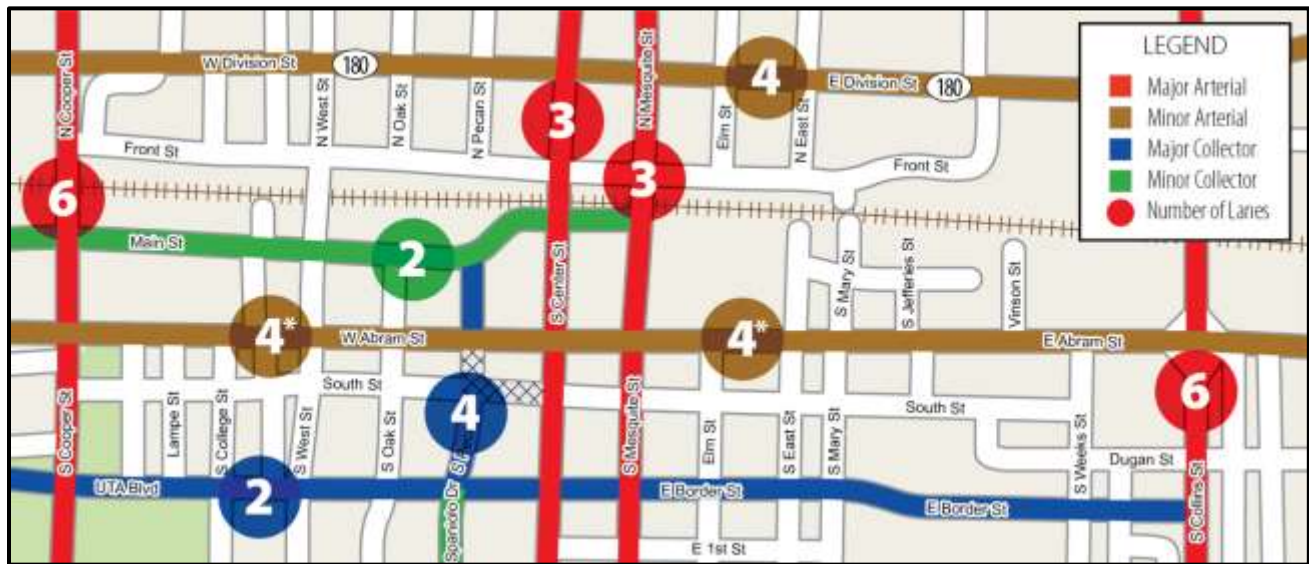 LEGEND
Major Arterial
Minor Arterial
Major Collector
Minor Collector
Number of Lanes
N Cooper St
W Division St
180
N West St
N Oak St
N Pecan St
3
N Mesquite St
4
E Division St
180
Elm St
N East St
Front St
Front St
6
3
Main St
2
S Center St
S Mary St
S Jefferies St
Vinson St
4*
W Abram St
4*
E Abram St
South St
4
6
South St
S Cooper St
Lampe St
S College St
S West St
S Oak St
S Mesquite St
Elm St
S East St
S Mary St
S Weeks St
Dugan St
S Collins St
UTA Blvd
2
Spaniolo Dr
E Border St
E Border St
E 1st St